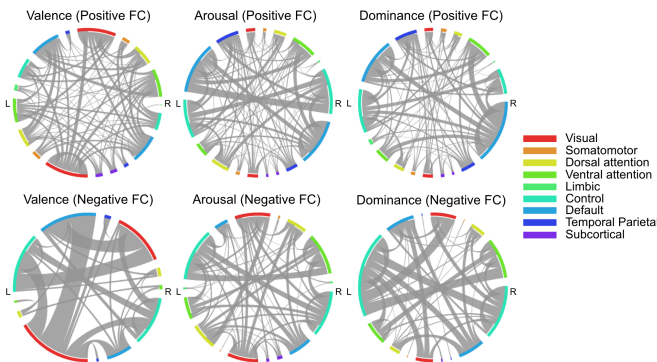 Valence (Positive FC)
Arousal (Positive FC)
Dominance (Positive FC)
L
R L
R L
R
Visual
Somatomotor
Dorsal attention
Ventral attention
Limbic
Control
Default
Temporal Parietal
Subcortical
Valence (Negative FC)
Arousal (Negative FC)
Dominance (Negative FC)
L
R L
R L
R